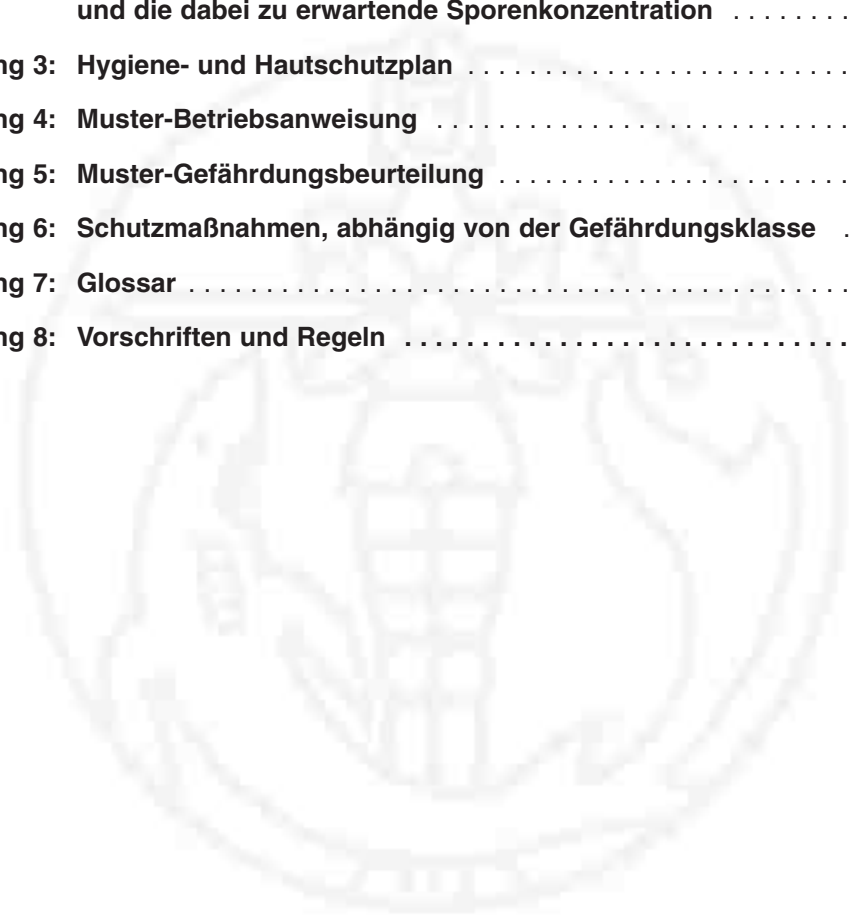 und die dabei zu erwartende Sporenkonzentration . . . . . . . .
ng 3: Hygiene- und Hautschutzplan . . . . . . . . . . . . . . . . . . . . . . . . .
ng 4: Muster-Betriebsanweisung . . . . . . . . . . . . . . . . . . . . . . . . . . .
ng 5: Muster-Gefährdungsbeurteilung . . . . . . . . . . . . . . . . . . . . . . .
ng 6: Schutzmaßnahmen, abhängig von der Gefährdungsklasse .
ng 7: Glossar . . . . . . . . . . . . . . . . . . . . . . . . . . . . . . . . . . . . . . . . . . .
ng 8: Vorschriften und Regeln . . . . . . . . . . . . . . . . . . . . . . . . . . . . .